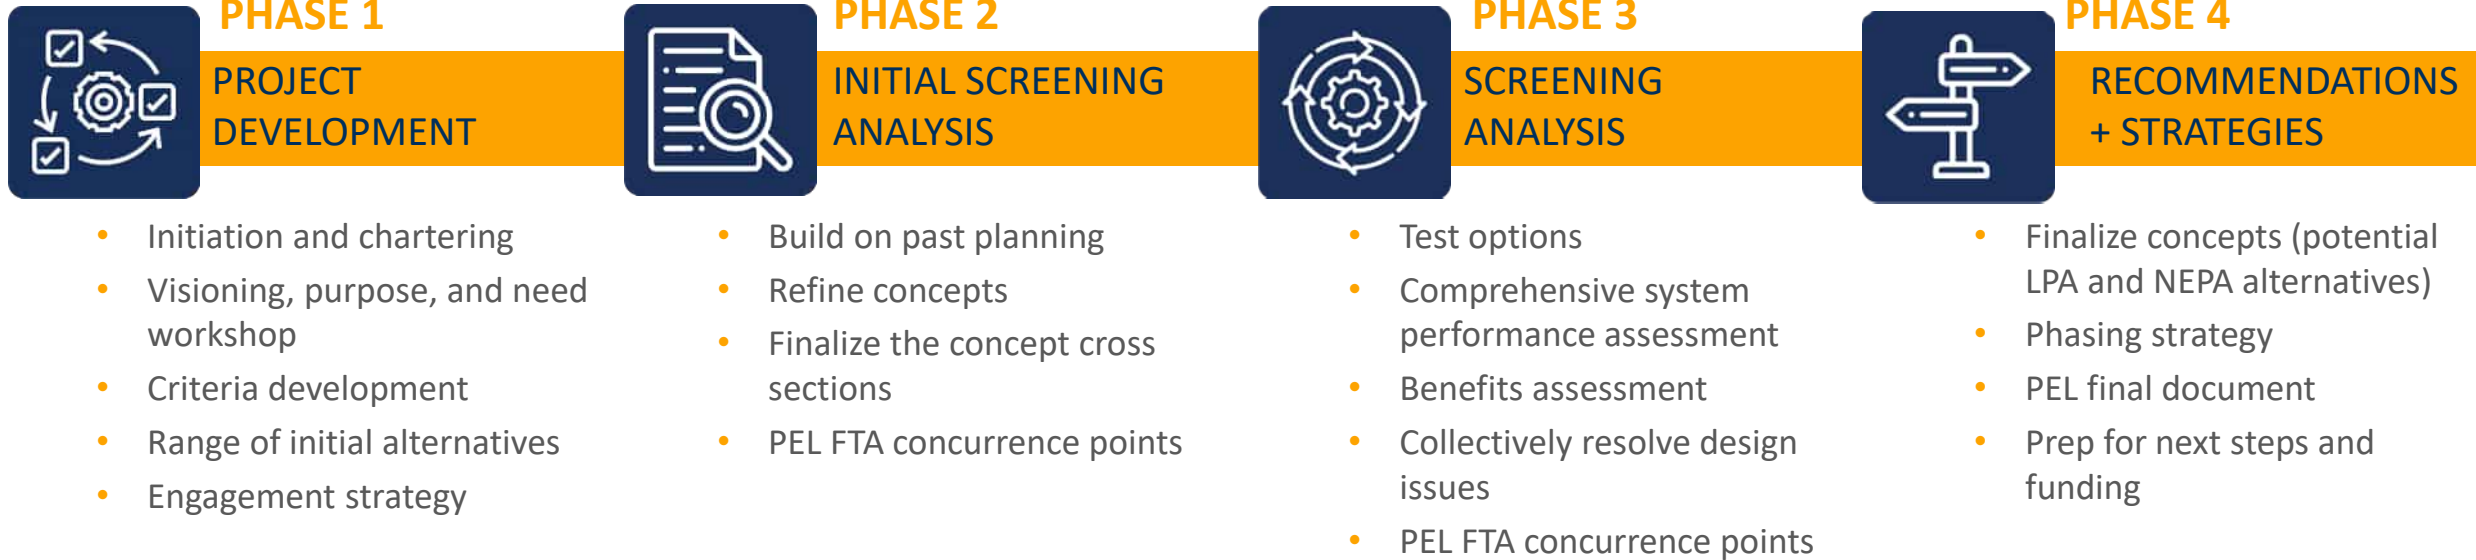 PHASE 1
PROJECT
DEVELOPMENT
• Initiation and chartering
• Visioning, purpose, and need
workshop
• Criteria development
• Range of initial alternatives
• Engagement strategy
PHASE 2
INITIAL SCREENING
ANALYSIS
• Build on past planning
• Refine concepts
• Finalize the concept cross
sections
• PEL FTA concurrence points
PHASE 3
SCREENING
ANALYSIS
• Test options
• Comprehensive system
performance assessment
• Benefits assessment
• Collectively resolve design
issues
• PEL FTA concurrence points
PHASE 4
RECOMMENDATIONS
+ STRATEGIES
• Finalize concepts (potential
LPA and NEPA alternatives)
• Phasing strategy
• PEL final document
• Prep for next steps and
funding